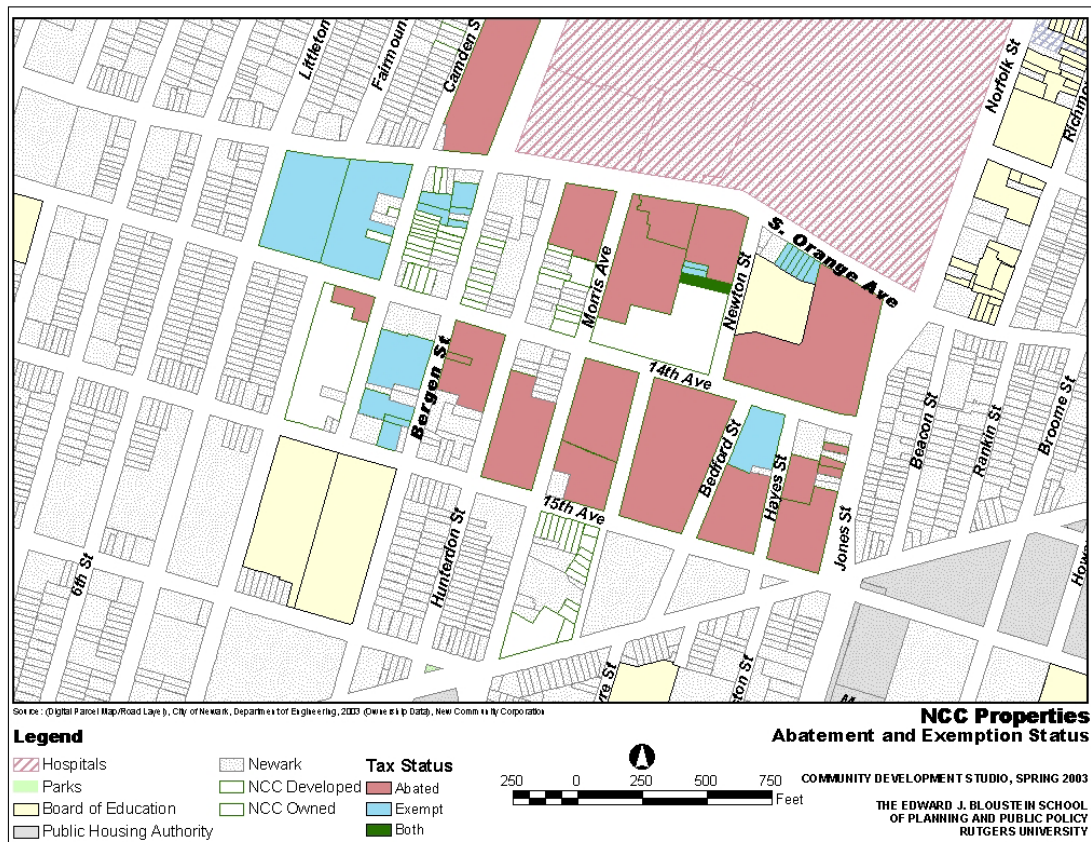 Littleton
Fairmount
Camden S
Norfolk St
Richm
S. Orange Ave
Morris Ave
Newton St
14th Ave
Bergen St
Bedford St
Hayes St
Beacon St
Rankin St
Broome St
15th Ave
Jones St
Hunterdon St
6th St
How
yre St
ton St
M
Source: (Digital Parcel Map/Road Layer), City of Newark, Department of Engineering, 2003 (Ownership Data), New Community Corporation
NCC Properties
Abatement and Exemption Status
Legend
Hospitals
Parks
Board of Education
Public Housing Authority
Newark
NCC Developed
NCC Owned
Tax Status
Abated
Exempt
Both
250 0 250 500 750
Feet
COMMUNITY DEVELOPMENT STUDIO, SPRING 2003
THE EDWARD J. BLOUSTEIN SCHOOL
OF PLANNING AND PUBLIC POLICY
RUTGERS UNIVERSITY